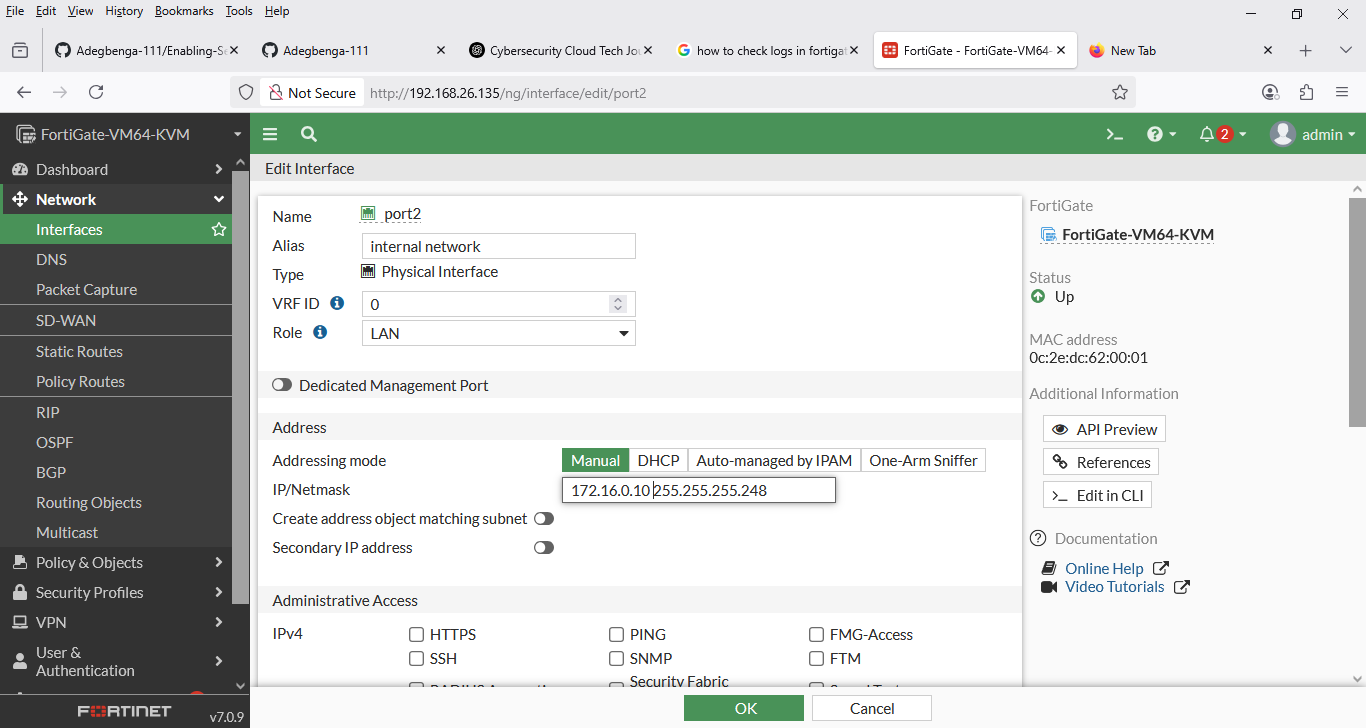 File Edit View History Bookmarks Tools Help
Adegbenga-111/Enabling-Se
Adegbenga-111
Cybersecurity Cloud Tech Jou
how to check logs in fortigat
FortiGate - FortiGate-VM64-
New Tab
Not Secure http://192.168.26.135/ng/interface/edit/port2
FortiGate-VM64-KVM
2
admin
Dashboard
Network
Interfaces
DNS
Packet Capture
SD-WAN
Static Routes
Policy Routes
RIP
OSPF
BGP
Routing Objects
Multicast
Policy & Objects
Security Profiles
VPN
User &
Authentication
FORTINET
v7.0.9
Edit Interface
Name port2
Alias internal network
Type Physical Interface
VRF ID 0
Role LAN
Dedicated Management Port
Address
Addressing mode Manual DHCP Auto-managed by IPAM One-Arm Sniffer
IP/Netmask 172.16.0.10 255.255.255.248
Create address object matching subnet
Secondary IP address
Administrative Access
IPv4 HTTPS PING FMG-Access
SSH SNMP FTM
Security Fabric
OK Cancel
FortiGate
FortiGate-VM64-KVM
Status
Up
MAC address
0c:2e:dc:62:00:01
Additional Information
API Preview
References
>_ Edit in CLI
Documentation
Online Help
Video Tutorials